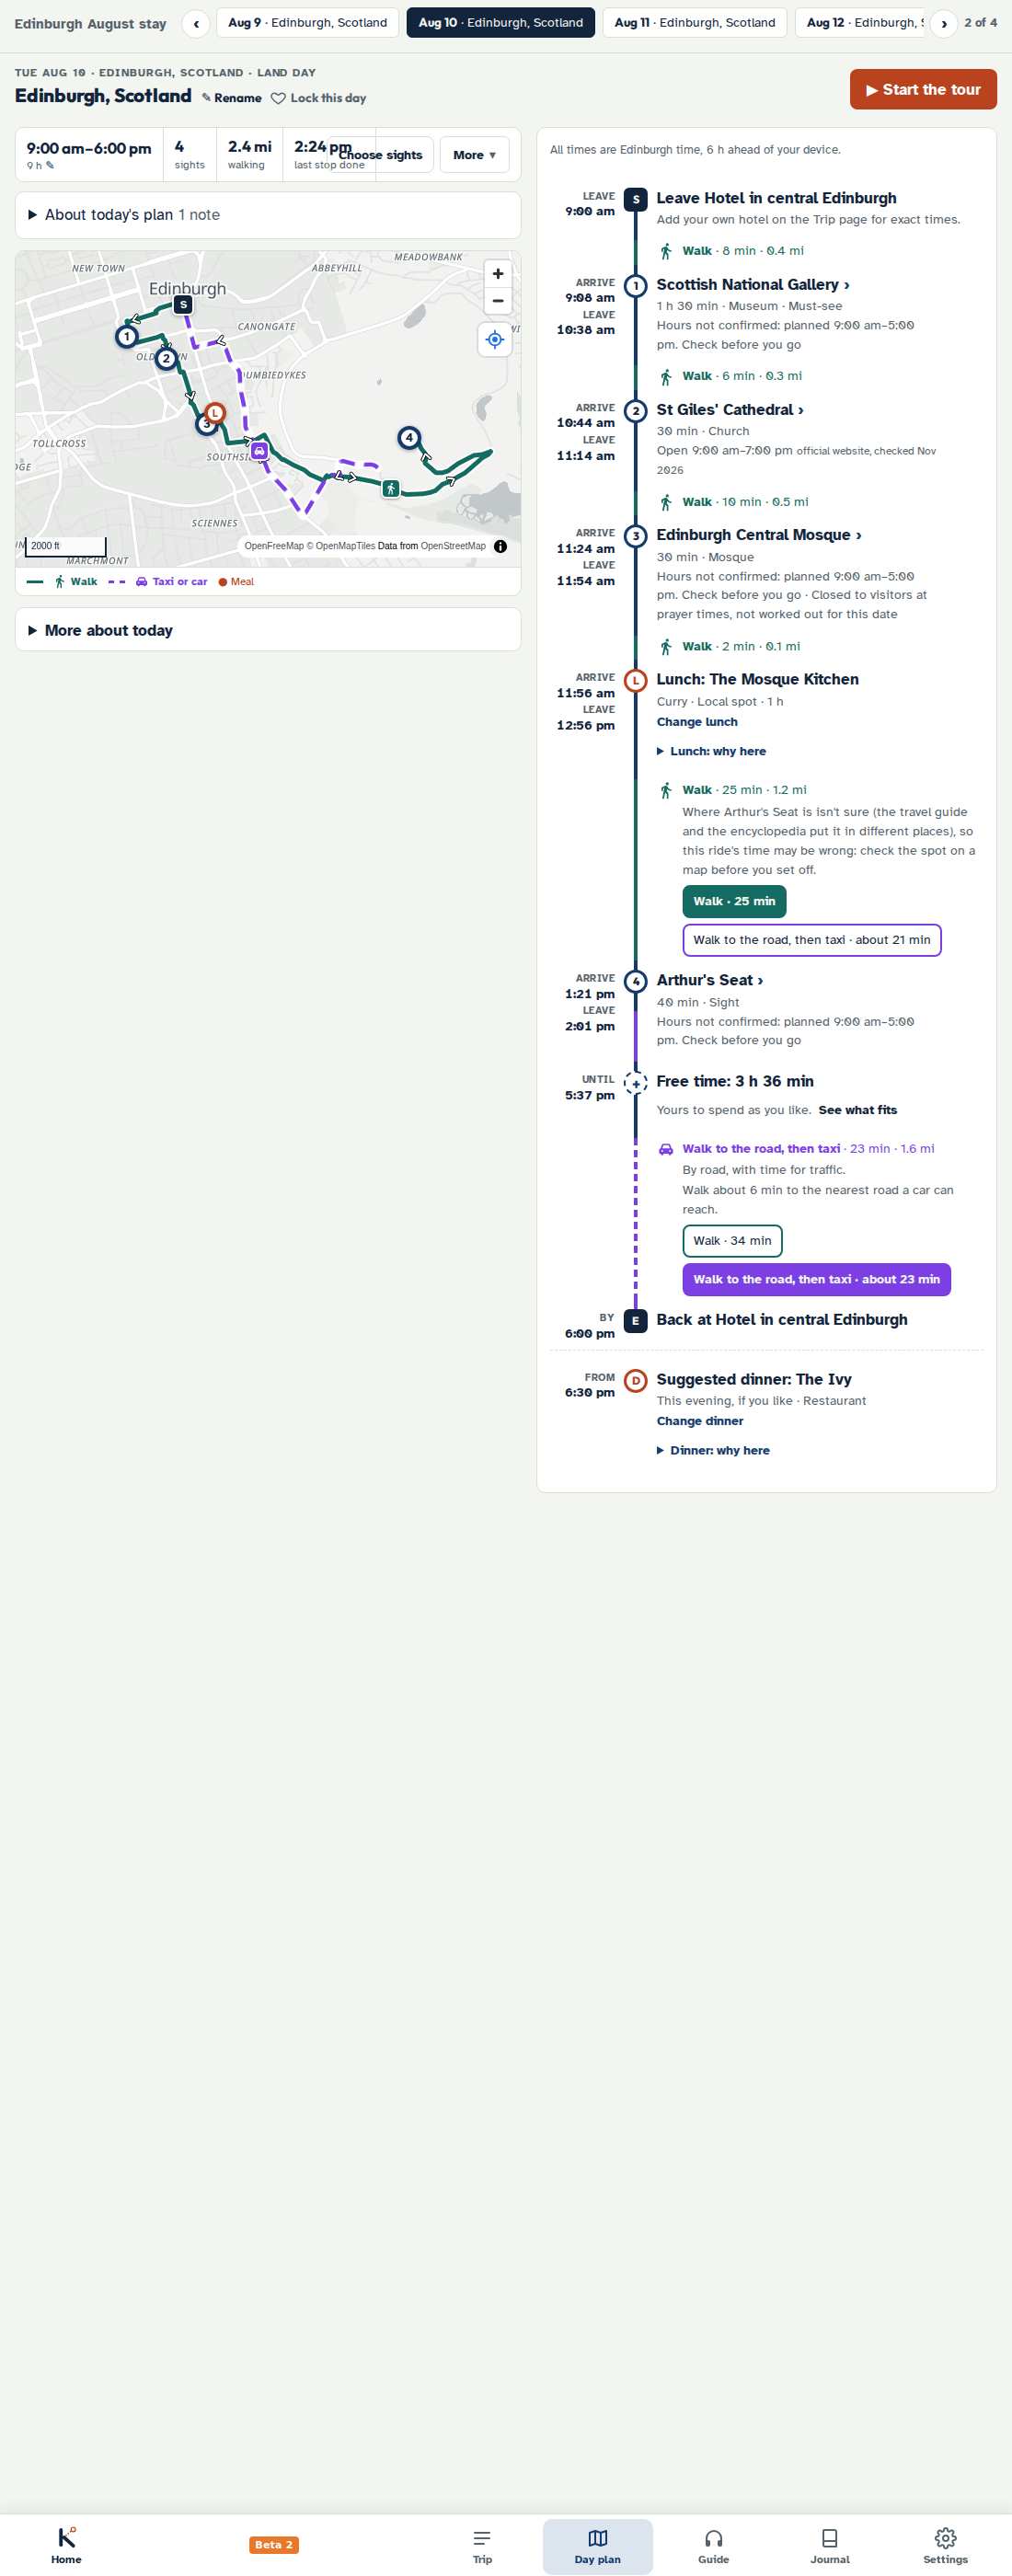 Edinburgh August stay
‹
Aug 9 · Edinburgh, Scotland
Aug 10 · Edinburgh, Scotland
Aug 11 · Edinburgh, Scotland
Aug 12 · Edinburgh,
›
2 of 4
TUE AUG 10 · EDINBURGH, SCOTLAND · LAND DAY
Edinburgh, Scotland
✎ Rename
Lock this day
▶ Start the tour
9:00 am–6:00 pm
9 h ✎
4
sights
2.4 mi
walking
2:24 pm
last stop done
Choose sights
More ▾
▶ About today's plan 1 note
NEW TOWN
ABBEYHILL
MEADOWBANK
Edinburgh
S
CANONGATE
1
2
3
L
4
TOLLCROSS
SCIENNES
MARCHMONT
+
−
2000 ft
OpenFreeMap © OpenMapTiles Data from OpenStreetMap
Walk
Taxi or car
Meal
▶ More about today
All times are Edinburgh time, 6 h ahead of your device.
LEAVE
9:00 am
S
Leave Hotel in central Edinburgh
Add your own hotel on the Trip page for exact times.
Walk · 8 min · 0.4 mi
ARRIVE
9:08 am
LEAVE
10:38 am
1
Scottish National Gallery ›
1 h 30 min · Museum · Must-see
Hours not confirmed: planned 9:00 am–5:00
pm. Check before you go
Walk · 6 min · 0.3 mi
ARRIVE
10:44 am
LEAVE
11:14 am
2
St Giles' Cathedral ›
30 min · Church
Open 9:00 am–7:00 pm official website, checked Nov
2026
Walk · 10 min · 0.5 mi
ARRIVE
11:24 am
LEAVE
11:54 am
3
Edinburgh Central Mosque ›
30 min · Mosque
Hours not confirmed: planned 9:00 am–5:00
pm. Check before you go · Closed to visitors at
prayer times, not worked out for this date
Walk · 2 min · 0.1 mi
ARRIVE
11:56 am
LEAVE
12:56 pm
L
Lunch: The Mosque Kitchen
Curry · Local spot · 1 h
Change lunch
▶ Lunch: why here
Walk · 25 min · 1.2 mi
Where Arthur's Seat is isn't sure (the travel guide
and the encyclopedia put it in different places), so
this ride's time may be wrong: check the spot on a
map before you set off.
Walk · 25 min
Walk to the road, then taxi · about 21 min
ARRIVE
1:21 pm
LEAVE
2:01 pm
4
Arthur's Seat ›
40 min · Sight
Hours not confirmed: planned 9:00 am–5:00
pm. Check before you go
UNTIL
5:37 pm
+
Free time: 3 h 36 min
Yours to spend as you like. See what fits
Walk to the road, then taxi · 23 min · 1.6 mi
By road, with time for traffic.
Walk about 6 min to the nearest road a car can
reach.
Walk · 34 min
Walk to the road, then taxi · about 23 min
BY
6:00 pm
E
Back at Hotel in central Edinburgh
FROM
6:30 pm
D
Suggested dinner: The Ivy
This evening, if you like · Restaurant
Change dinner
▶ Dinner: why here
Home
Beta 2
Trip
Day plan
Guide
Journal
Settings